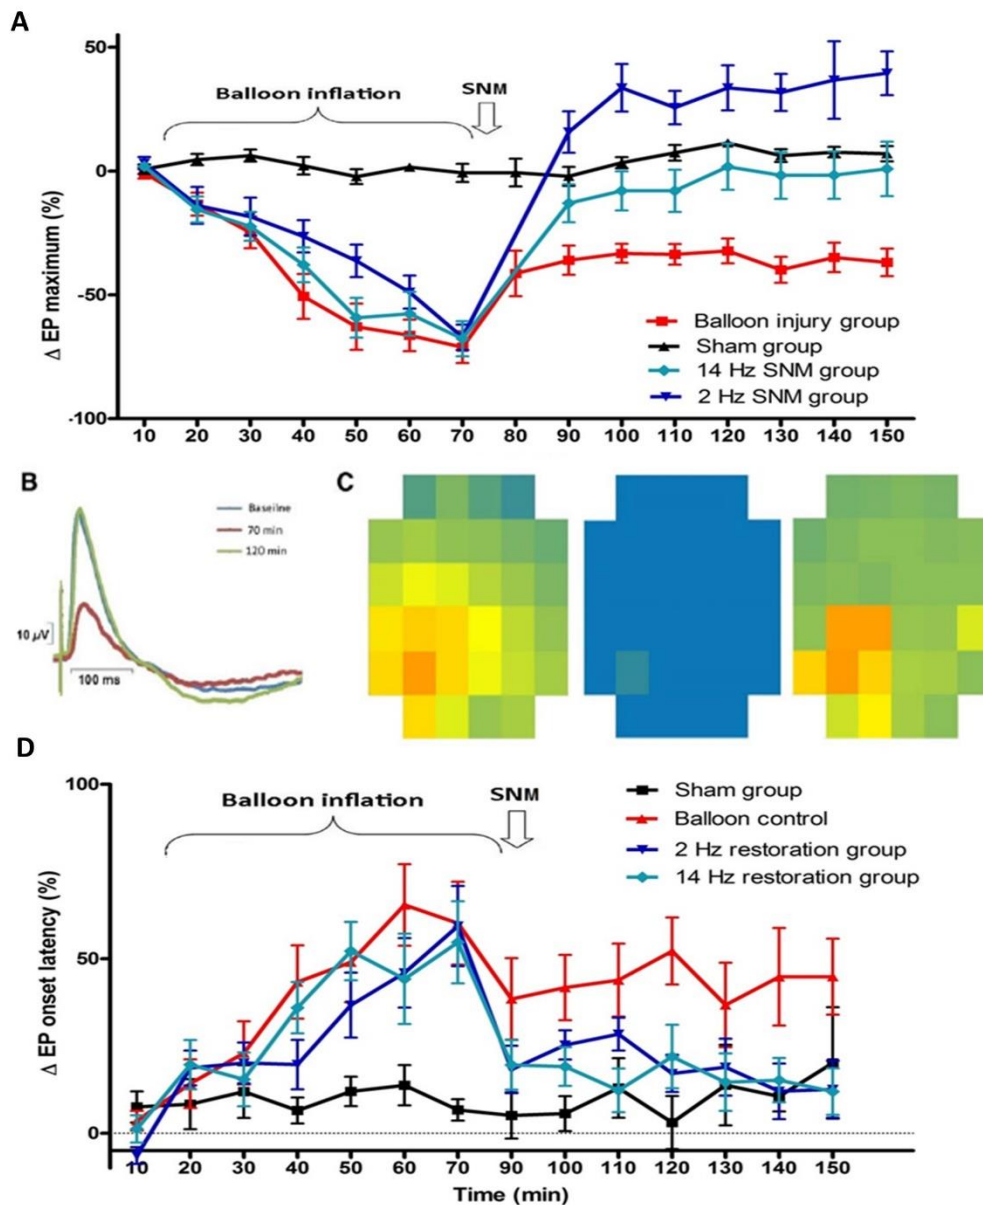 A
50
Balloon inflation
SNM
0
Δ EP maximum (%)
-50
Balloon injury group
Sham group
14 Hz SNM group
2 Hz SNM group
-100
10 20 30 40 50 60 70 80 90 100 110 120 130 140 150
B
Baseline
70 min
120 min
10 µV
100 ms
C
D
100
Balloon inflation
SNM
Sham group
Balloon control
2 Hz restoration group
14 Hz restoration group
Δ EP onset latency (%)
50
0
10 20 30 40 50 60 70 90 100 110 120 130 140 150
Time (min)